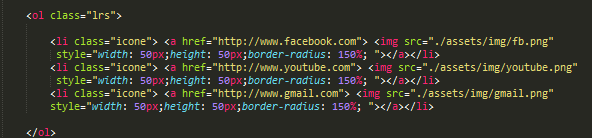 <ol class="lrs">
<li class="icone"> <a href="http://www.facebook.com"> <img src="./assets/img/fb.png"
style="width: 50px;height: 50px;border-radius: 150%; "></a></li>
<li class="icone"> <a href="http://www.youtube.com"> <img src="./assets/img/youtube.png"
style="width: 50px;height: 50px;border-radius: 150%; "></a></li>
<li class="icone"> <a href="http://www.gmail.com"> <img src="./assets/img/gmail.png"
style="width: 50px;height: 50px;border-radius: 150%; "></a></li>
</ol>